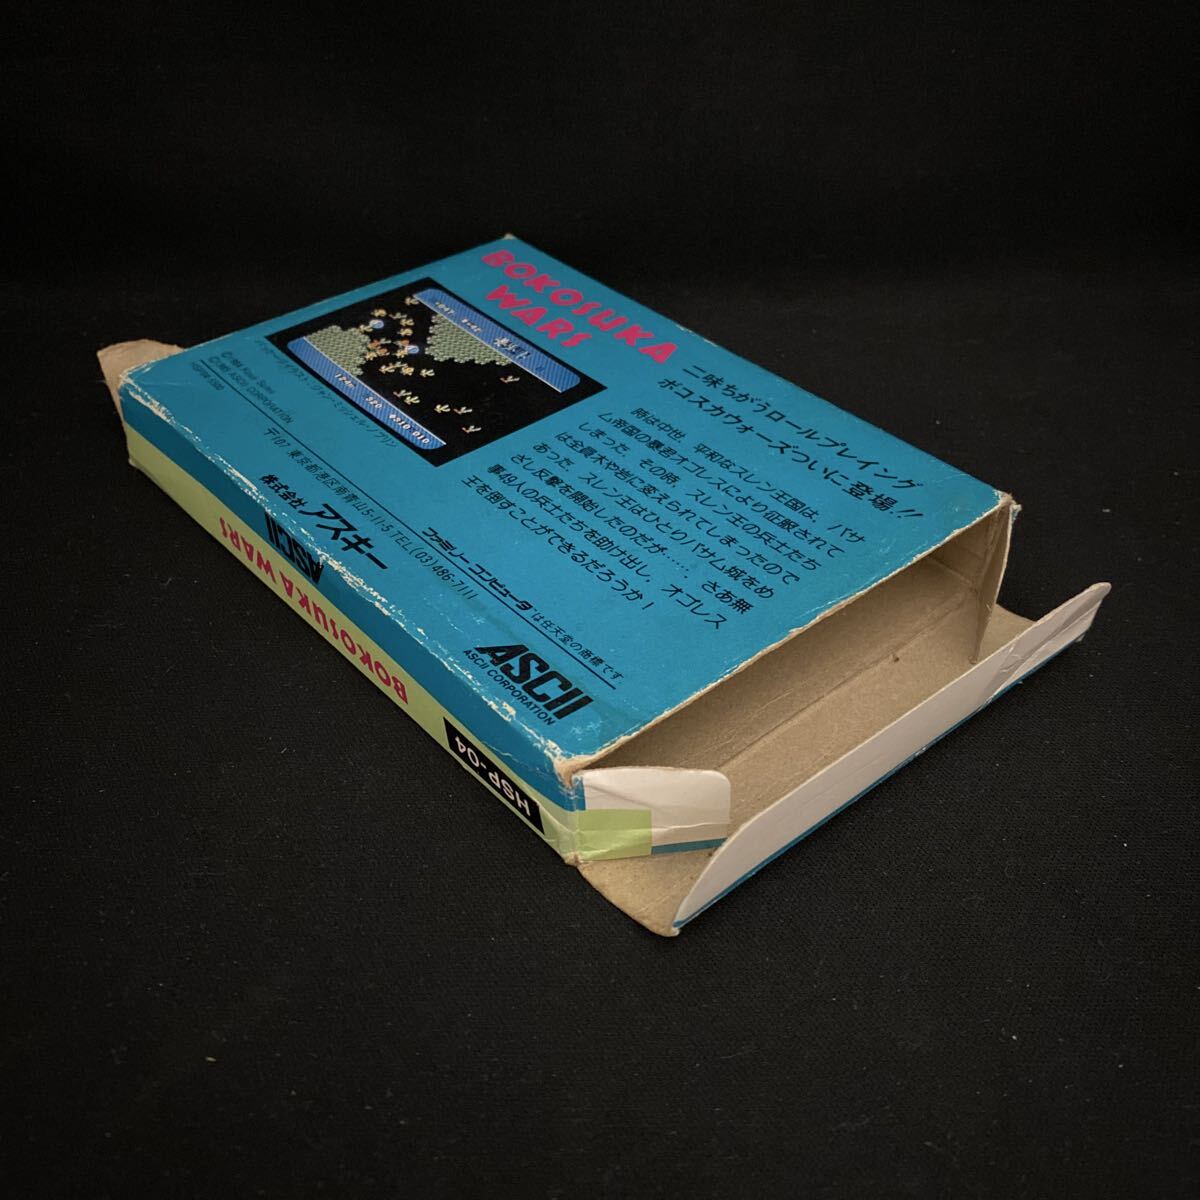 BOKOSUKA
WARS
二味ちがうロールプレイング
ボコスカウォーズついに登場!!
時は中世、平和なスレン王国は、バサ
ム帝国の暴君オゴレスにより征服されて
しまった。その時、スレン王の兵士たち
は全員木や岩に変えられてしまったので
あった。スレン王はひとりバサム城をめ
ざし反撃を開始したのだが……。さあ無
事49人の兵士たちを助け出し、オゴレス
王を倒すことができるだろうか!
©1984 Koji Sumii
©1985 ASCII CORPORATION
〒107 東京都港区南青山5-11-5 TEL.(03)486-7111
株式会社アスキー
ファミリーコンピュータは任天堂の商標です
ASCII
ASCII CORPORATION
ASCII
BOKOSUKA WARS
HSP-04